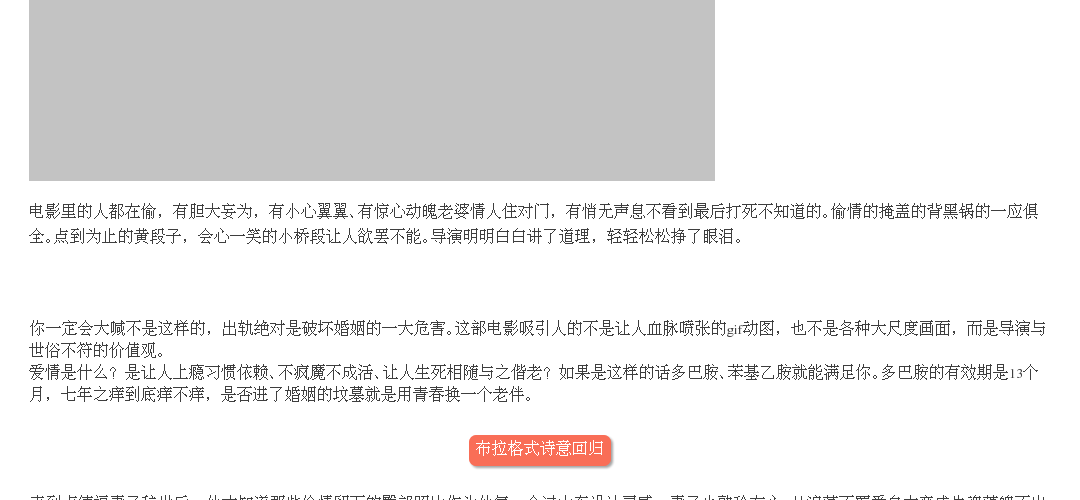 电影里的人都在偷，有胆大妄为，有小心翼翼、有惊心动魄老婆情人住对门，有悄无声息不看到最后打死不知道的。偷情的掩盖的背黑锅的一应俱
全。点到为止的黄段子，会心一笑的小桥段让人欲罢不能。导演明明白白讲了道理，轻轻松松挣了眼泪。
你一定会大喊不是这样的，出轨绝对是破坏婚姻的一大危害。这部电影吸引人的不是让人血脉喷张的gif动图，也不是各种大尺度画面，而是导演与
世俗不符的价值观。
爱情是什么？是让人上瘾习惯依赖、不疯魔不成活、让人生死相随与之偕老？如果是这样的话多巴胺、苯基乙胺就能满足你。多巴胺的有效期是13个
月，七年之痒到底痒不痒，是否进了婚姻的坟墓就是用青春换一个老伴。
布拉格式诗意回归